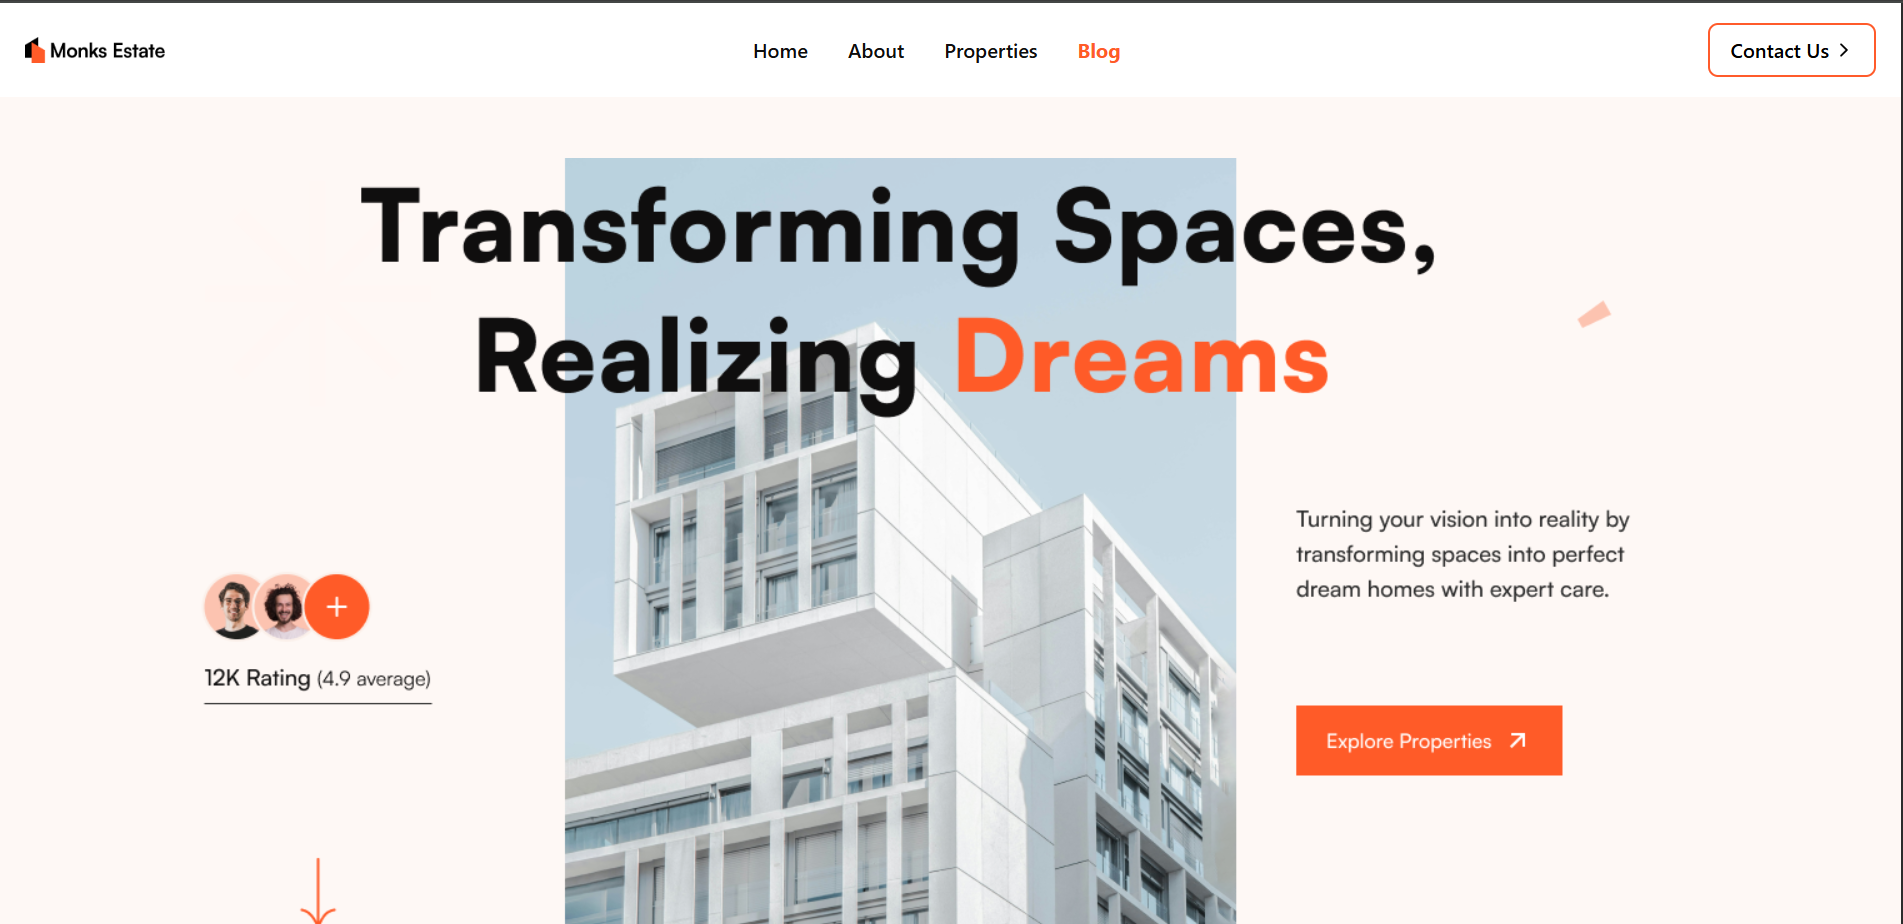 Monks Estate
Home About Properties Blog
Contact Us
Transforming Spaces,
Realizing Dreams
Turning your vision into reality by
transforming spaces into perfect
dream homes with expert care.
12K Rating (4.9 average)
Explore Properties